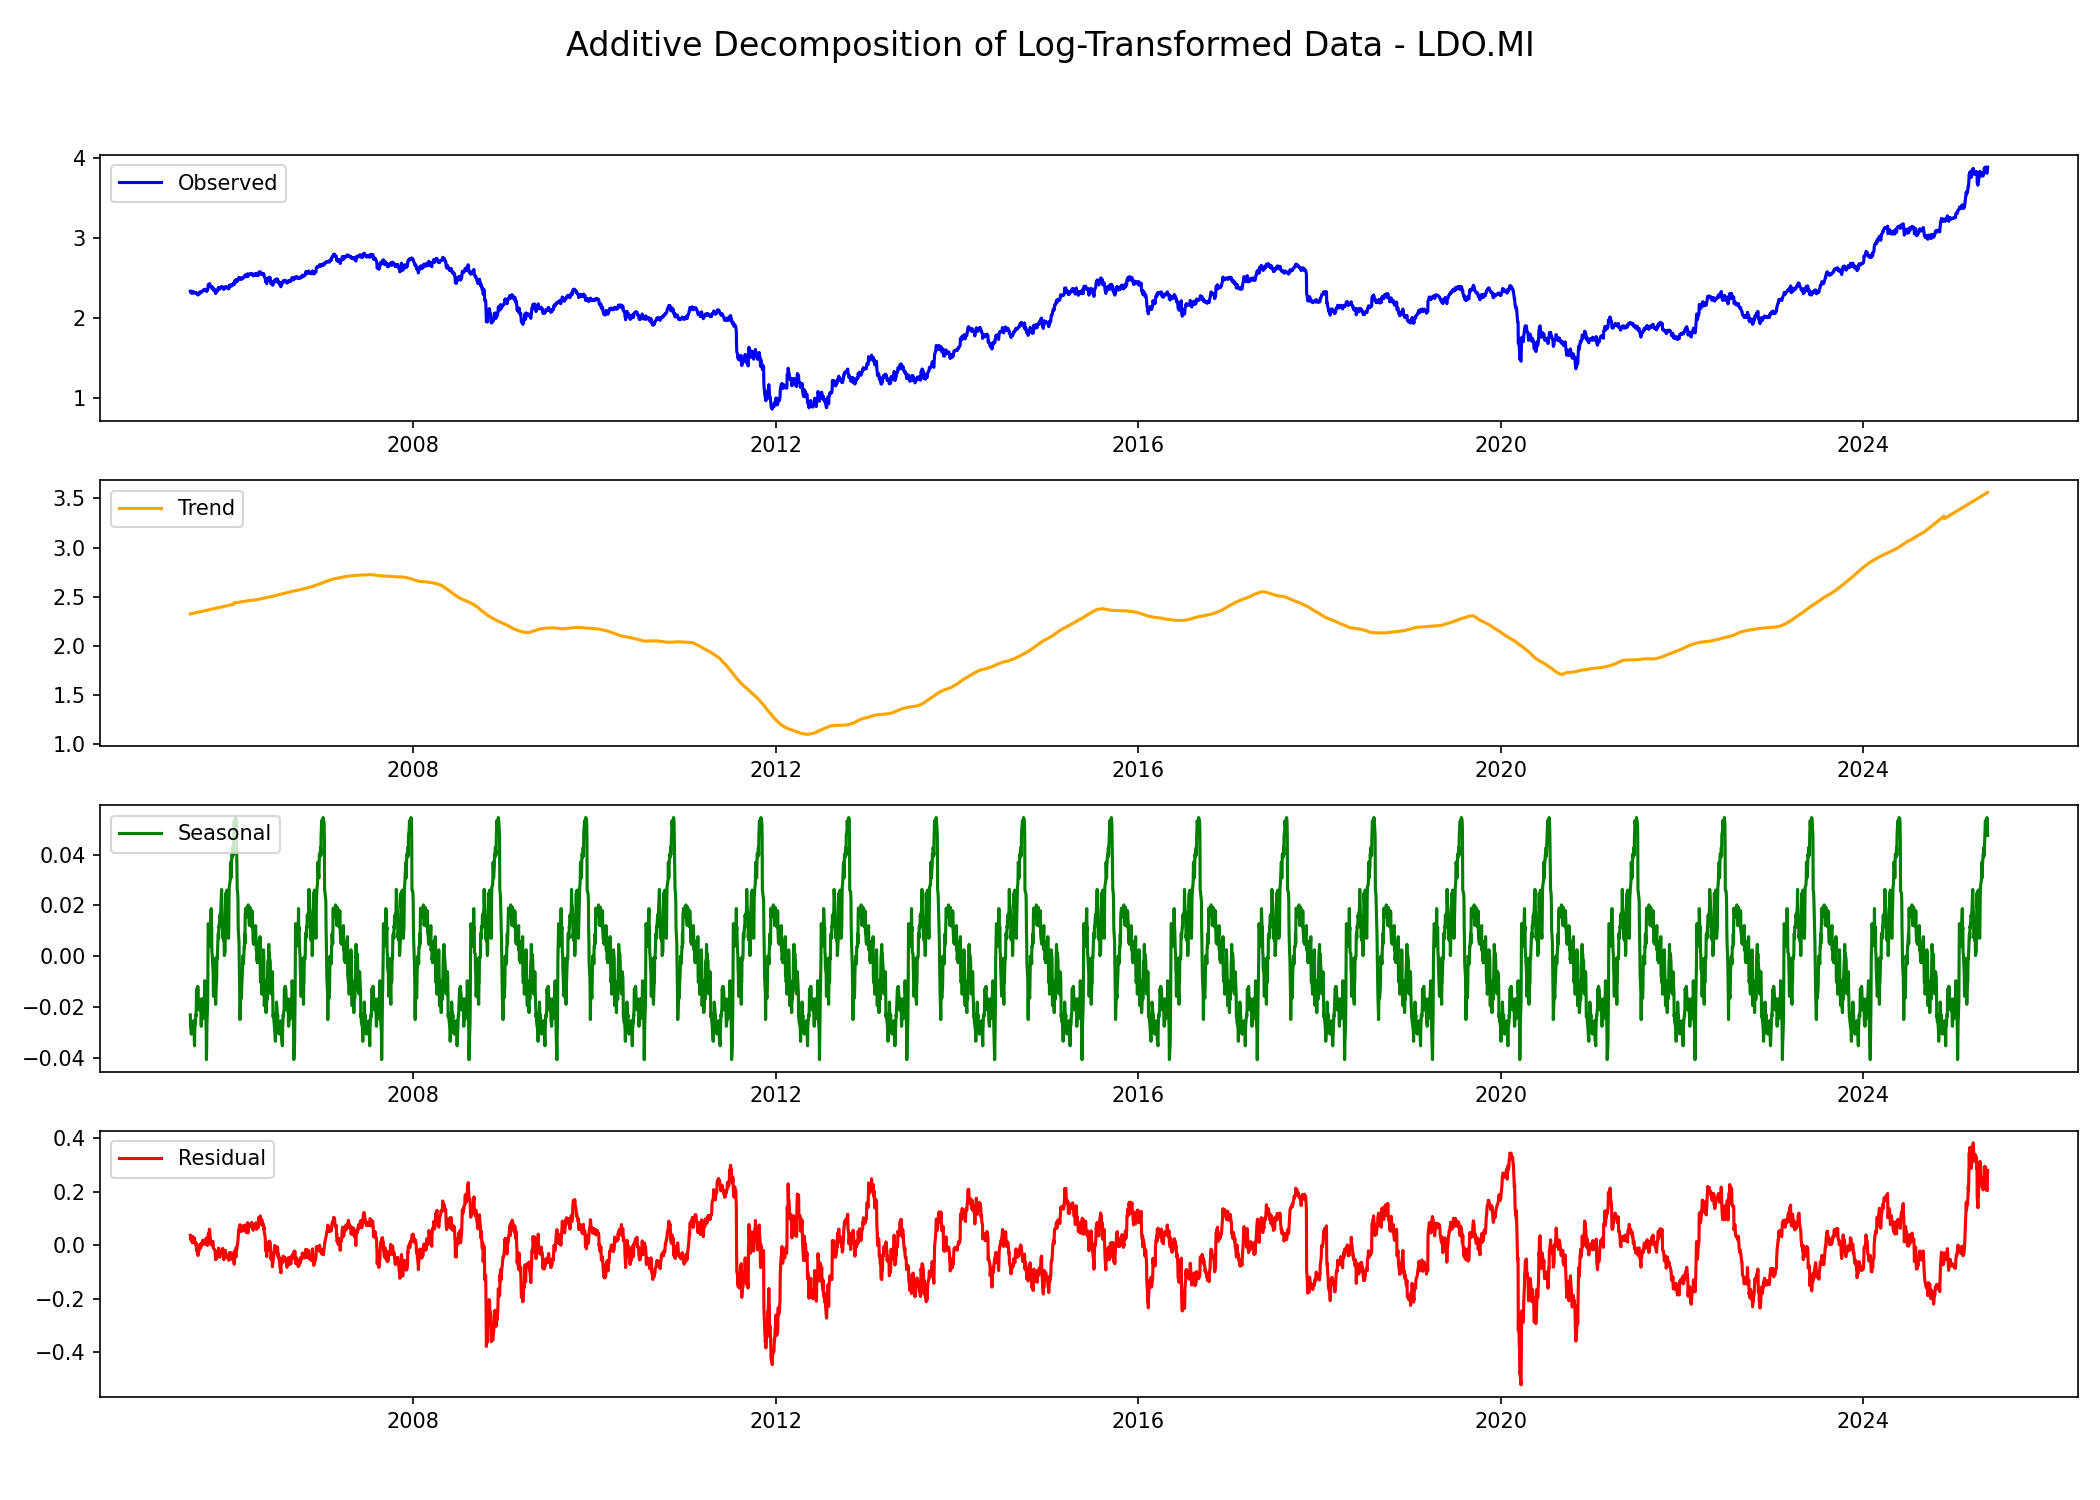 Additive Decomposition of Log-Transformed Data - LDO.MI
Observed
4
3
2
1
2008 2012 2016 2020 2024
Trend
3.5
3.0
2.5
2.0
1.5
1.0
2008 2012 2016 2020 2024
Seasonal
0.04
0.02
0.00
−0.02
−0.04
2008 2012 2016 2020 2024
Residual
0.4
0.2
0.0
−0.2
−0.4
2008 2012 2016 2020 2024